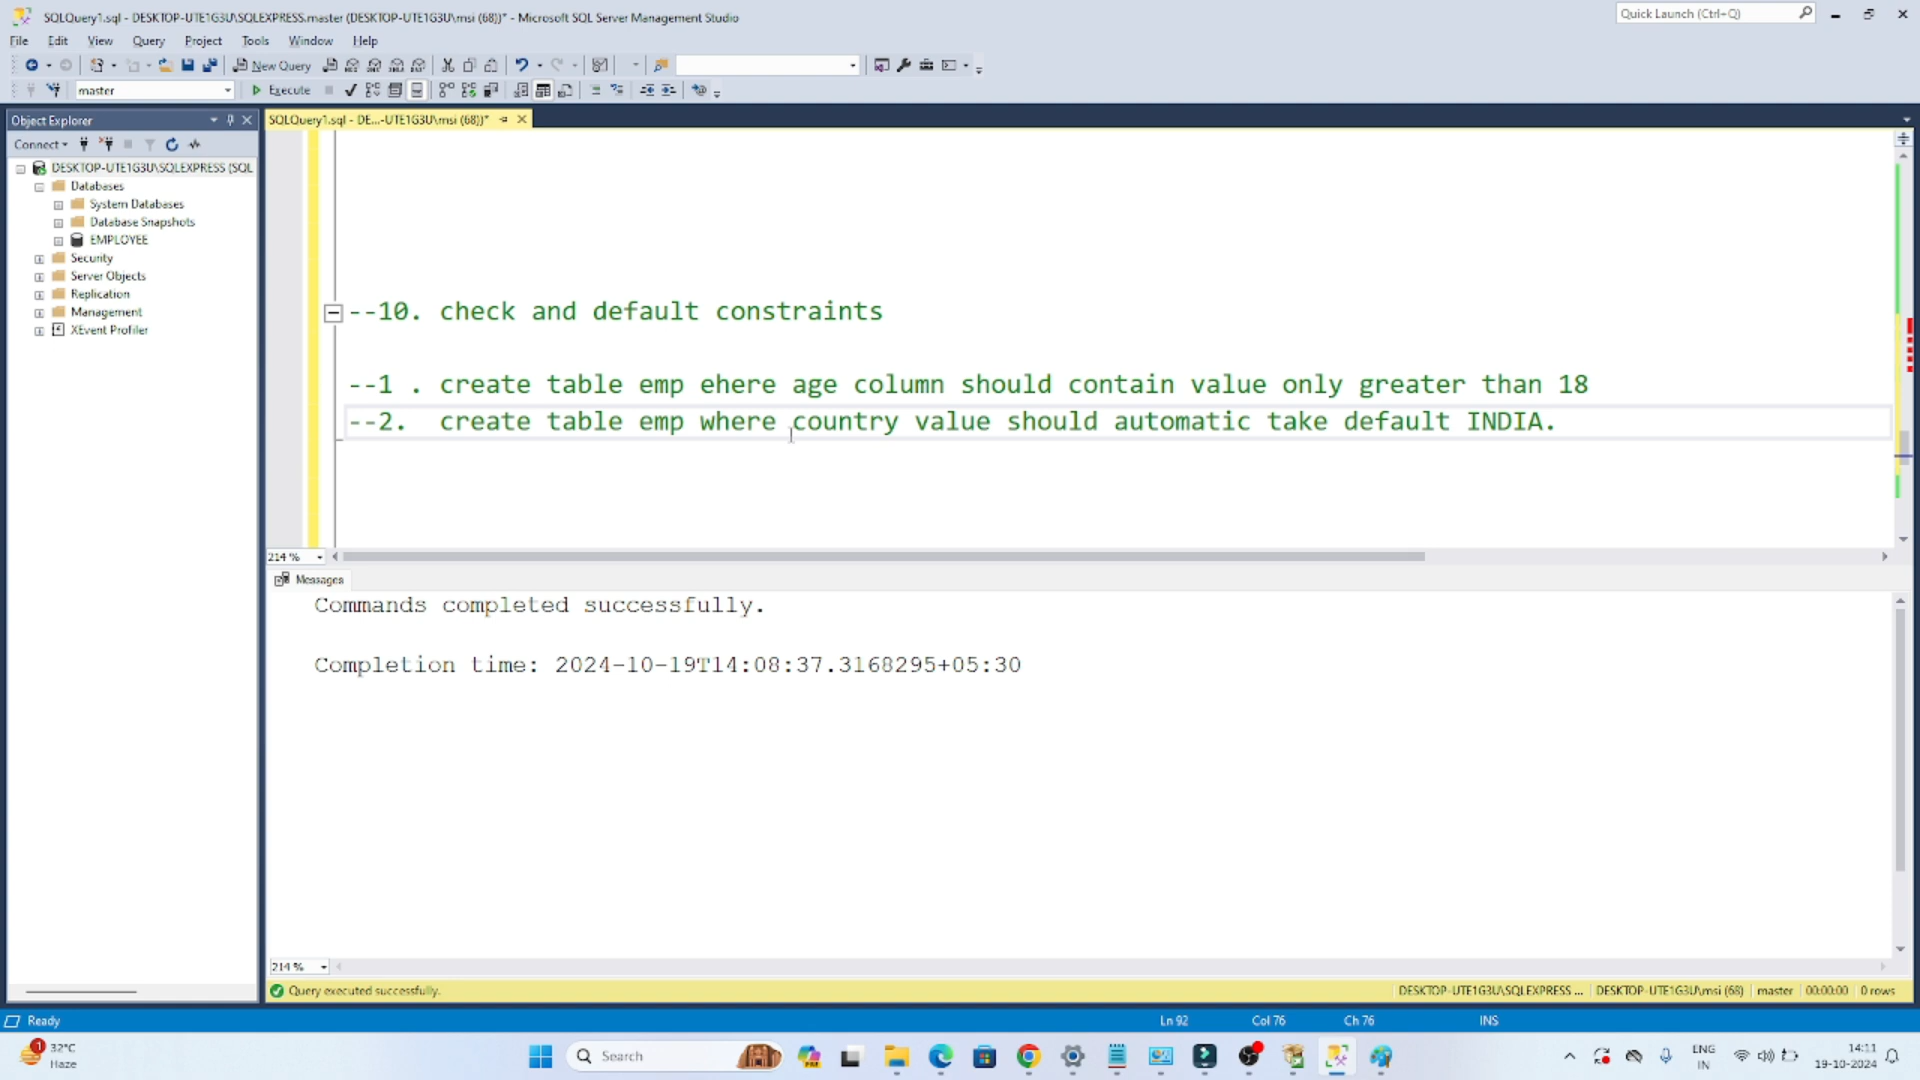 SQLQuery1.sql - DESKTOP-UTE1G3U\SQLEXPRESS.master (DESKTOP-UTE1G3U\msi (68))* - Microsoft SQL Server Management Studio
Quick Launch (Ctrl+Q)
File Edit View Query Project Tools Window Help
New Query
master
Execute
Object Explorer
SQLQuery1.sql - DE...-UTE1G3U\msi (68))*
Connect
DESKTOP-UTE1G3U\SQLEXPRESS (SQL
Databases
System Databases
Database Snapshots
EMPLOYEE
Security
Server Objects
Replication
Management
XEvent Profiler
--10. check and default constraints
--1 . create table emp ehere age column should contain value only greater than 18
--2.  create table emp where country value should automatic take default INDIA.
214 %
Messages
Commands completed successfully.
Completion time: 2024-10-19T14:08:37.3168295+05:30
214 %
Query executed successfully.
DESKTOP-UTE1G3U\SQLEXPRESS ...
DESKTOP-UTE1G3U\msi (68)
master
00:00:00
0 rows
Ready
Ln 92
Col 76
Ch 76
INS
1
32°C
Haze
Search
ENG
IN
14:11
19-10-2024